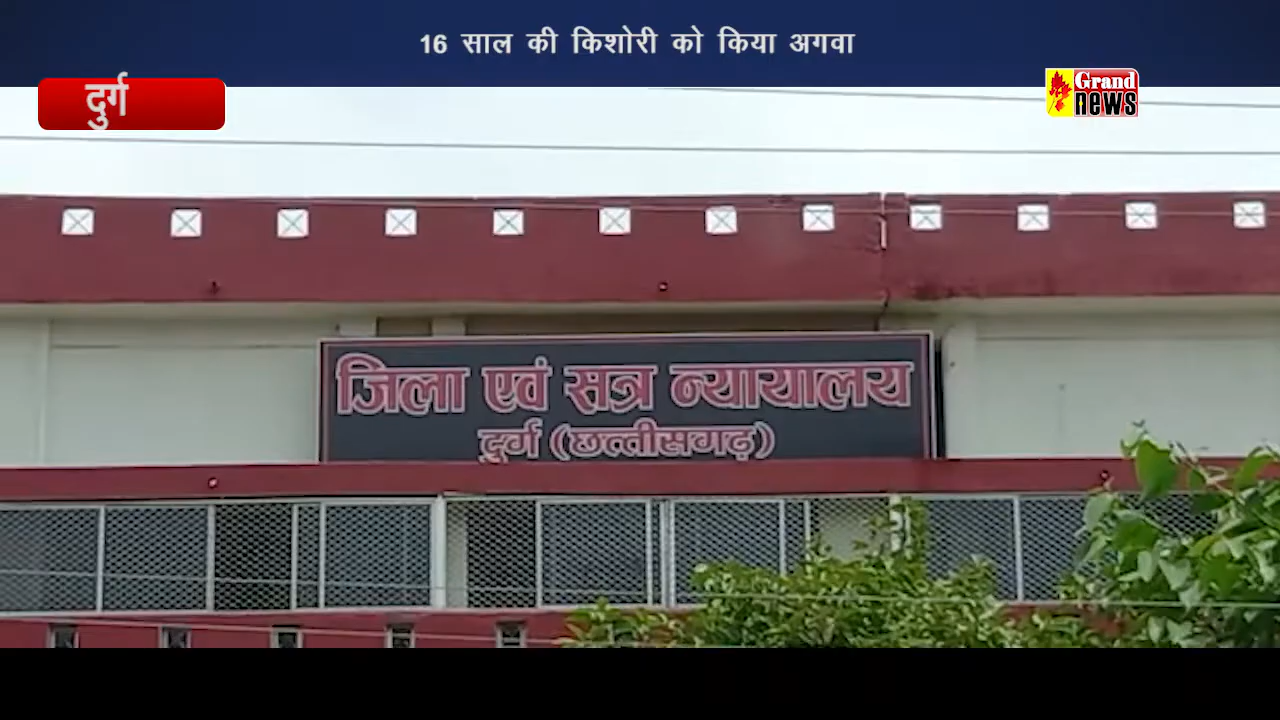 16 साल की किशोरी को किया अगवा
दुर्ग
Grand
news
जिला एवं सत्र न्यायालय
दुर्ग (छत्तीसगढ़)